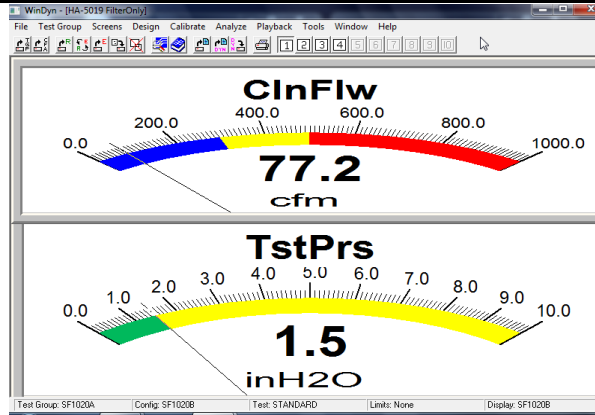 WinDyn - [HA-5019 FilterOnly]
File Test Group Screens Design Calibrate Analyze Playback Tools Window Help
1 2 3 4 5 6 7 8 9 10
ClnFlw
0.0 200.0 400.0 600.0 800.0 1000.0
77.2
cfm
TstPrs
0.0 1.0 2.0 3.0 4.0 5.0 6.0 7.0 8.0 9.0 10.0
1.5
inH2O
Test Group: SF1020A Config: SF1020B Test: STANDARD Limits: None Display: SF1020B